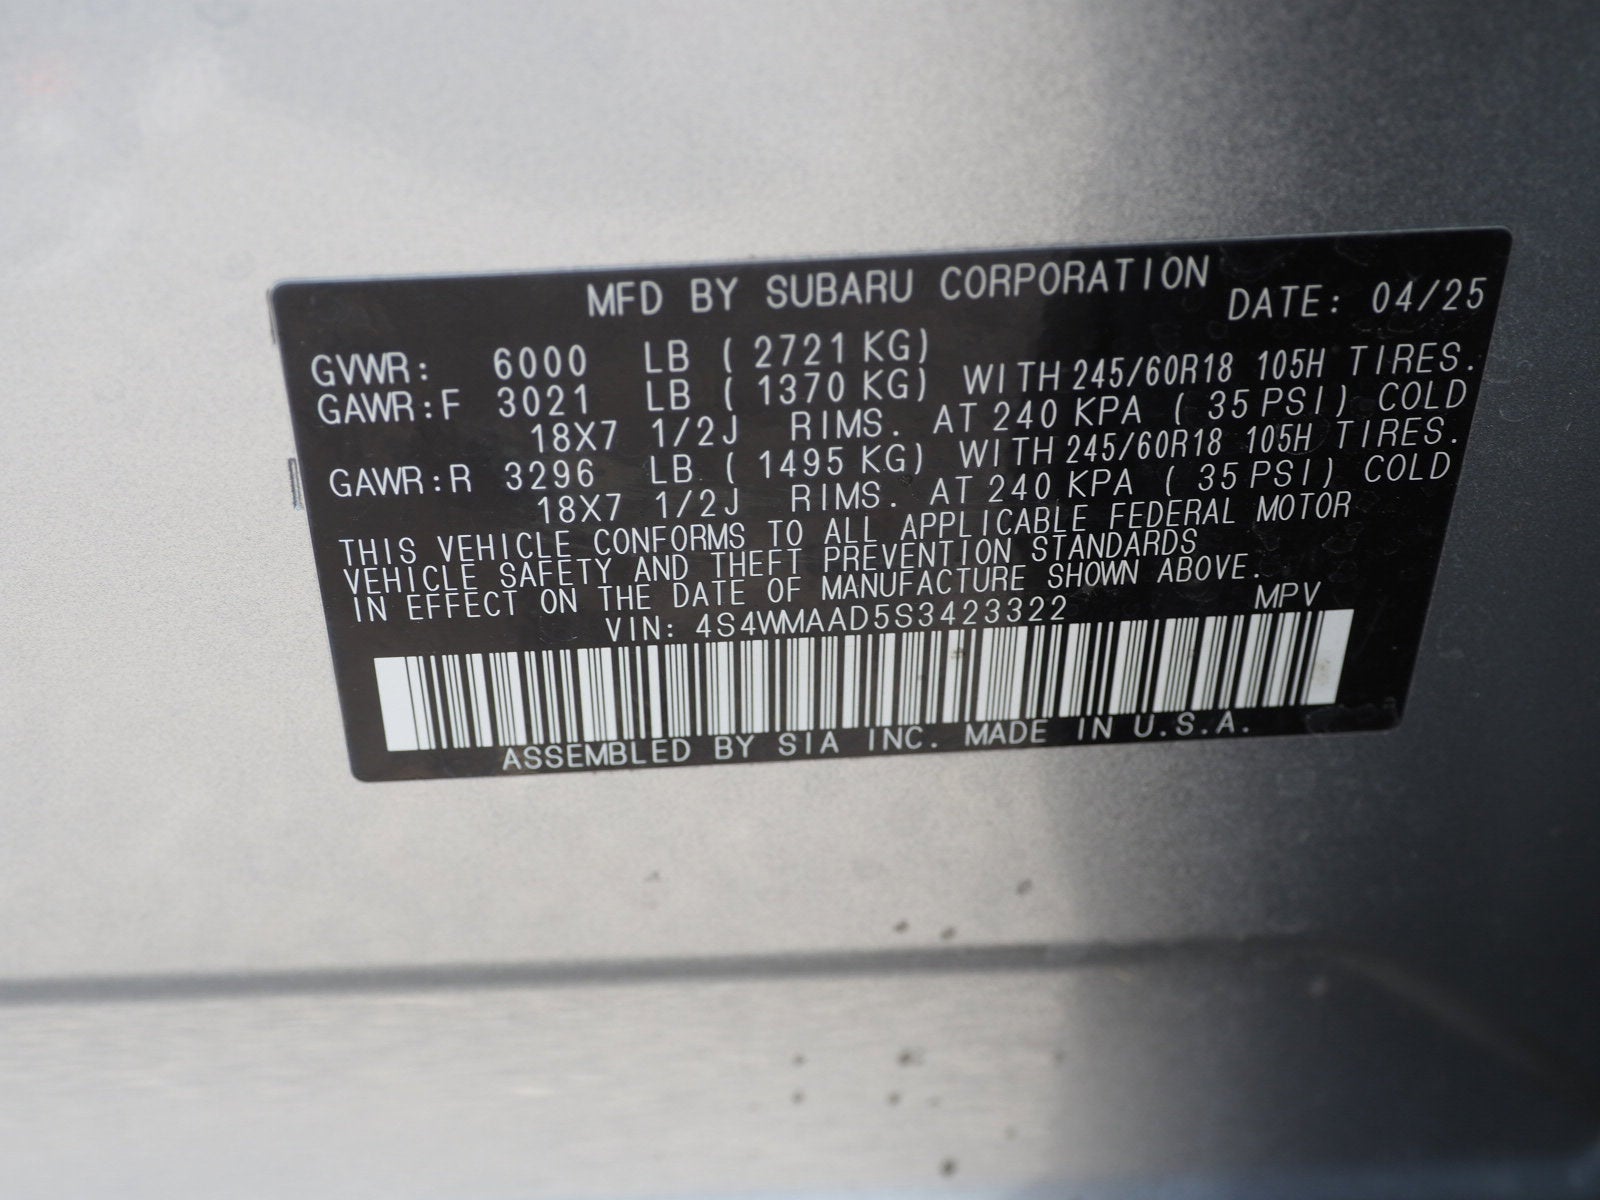 MFD BY SUBARU CORPORATION DATE: 04/25
GVWR: 6000 LB ( 2721 KG)
GAWR:F 3021 LB ( 1370 KG) WITH 245/60R18 105H TIRES.
18X7 1/2J RIMS. AT 240 KPA ( 35 PSI) COLD
GAWR:R 3296 LB ( 1495 KG) WITH 245/60R18 105H TIRES.
18X7 1/2J RIMS. AT 240 KPA ( 35 PSI) COLD
THIS VEHICLE CONFORMS TO ALL APPLICABLE FEDERAL MOTOR
VEHICLE SAFETY AND THEFT PREVENTION STANDARDS
IN EFFECT ON THE DATE OF MANUFACTURE SHOWN ABOVE.
VIN: 4S4WMAAD5S3423322 MPV
ASSEMBLED BY SIA INC. MADE IN U.S.A.